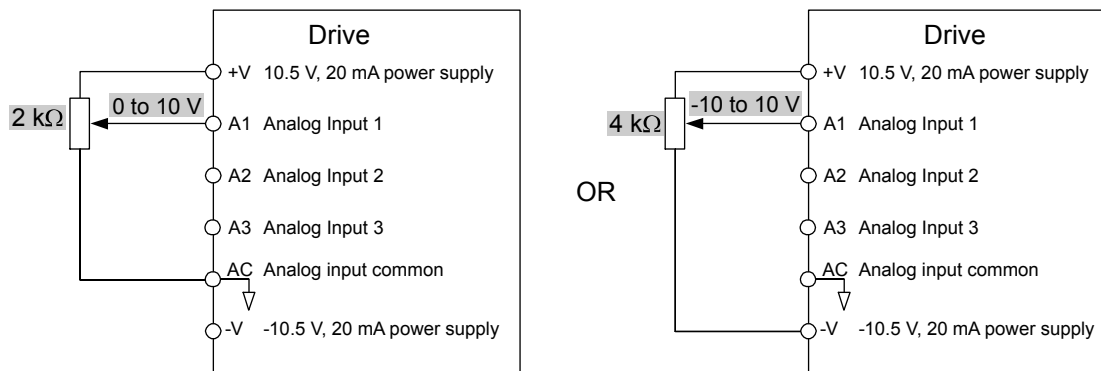 Drive
+V 10.5 V, 20 mA power supply
2 kΩ
0 to 10 V
A1 Analog Input 1
A2 Analog Input 2
A3 Analog Input 3
AC Analog input common
-V -10.5 V, 20 mA power supply
OR
Drive
+V 10.5 V, 20 mA power supply
4 kΩ
-10 to 10 V
A1 Analog Input 1
A2 Analog Input 2
A3 Analog Input 3
AC Analog input common
-V -10.5 V, 20 mA power supply